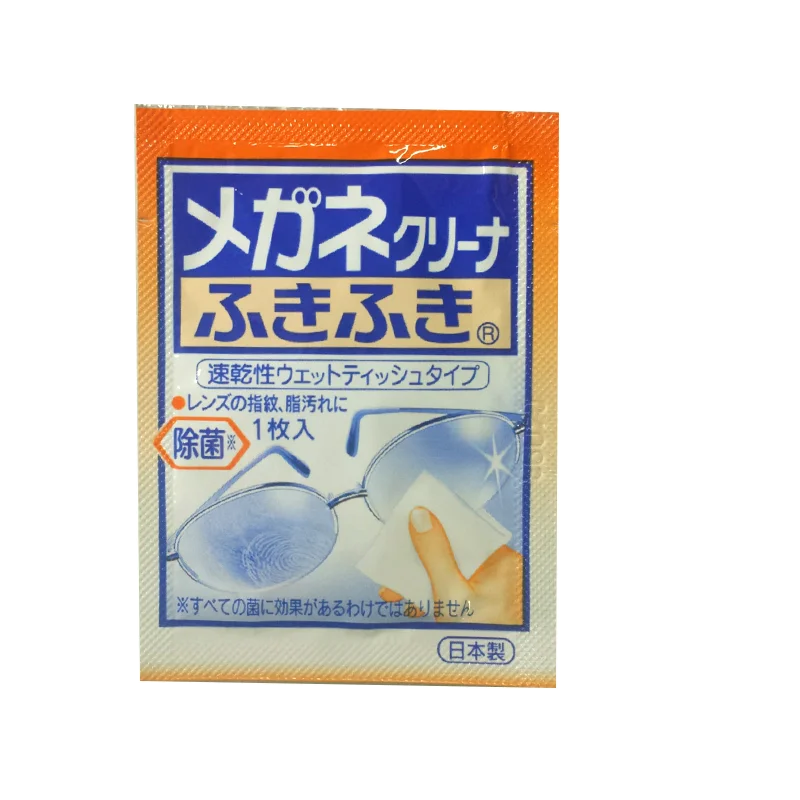 メガネクリーナ
ふきふき®
速乾性ウエットティッシュタイプ
●レンズの指紋、脂汚れに
除菌※
1枚入
※すべての菌に効果があるわけではありません
日本製